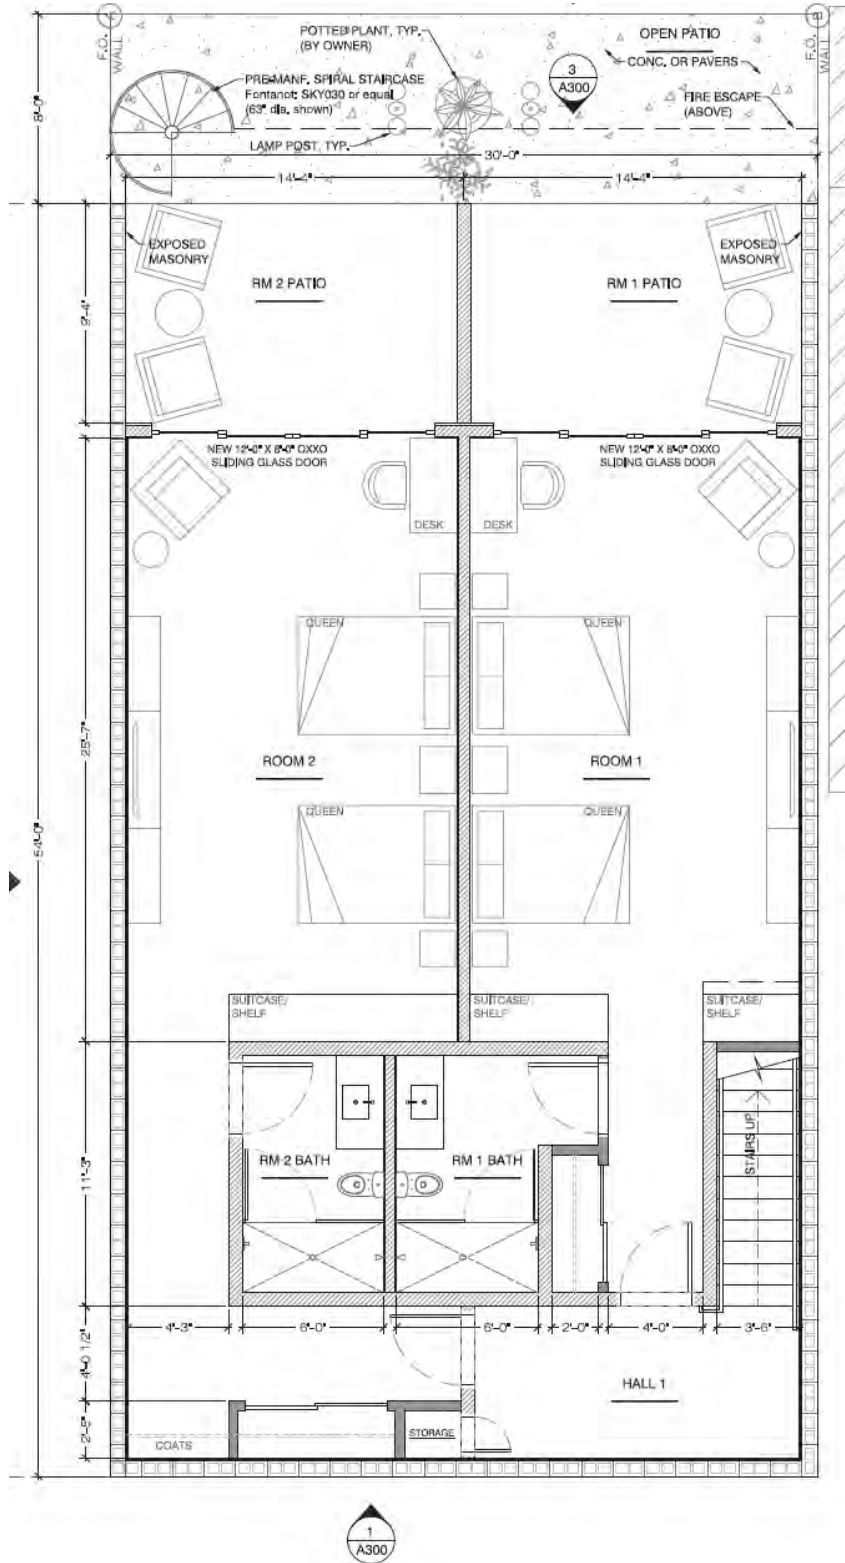 F.O.
WALL
POTTED PLANT, TYP.
(BY OWNER)
OPEN PATIO
F.O.
WALL
B
3
A300
CONC. OR PAVERS
PRE-MANF. SPIRAL STAIRCASE
Fontanot: SKY030 or equal
(63" dia. shown)
FIRE ESCAPE
(ABOVE)
8'-0"
LAMP POST, TYP.
30'-0"
14'-4"
14'-4"
EXPOSED
MASONRY
EXPOSED
MASONRY
RM 2 PATIO
RM 1 PATIO
9'-4"
NEW 12'-0" X 8'-0" OXXO
SLIDING GLASS DOOR
NEW 12'-0" X 8'-0" OXXO
SLIDING GLASS DOOR
DESK
DESK
QUEEN
QUEEN
25'-7"
ROOM 2
ROOM 1
QUEEN
QUEEN
54'-0"
SUITCASE/
SHELF
SUITCASE/
SHELF
SUITCASE/
SHELF
STAIRS UP
RM 2 BATH
RM 1 BATH
11'-3"
4'-3"
6'-0"
6'-0"
2'-0"
4'-0"
3'-6"
4'-0 1/2"
HALL 1
2'-5"
COATS
STORAGE
1
A300